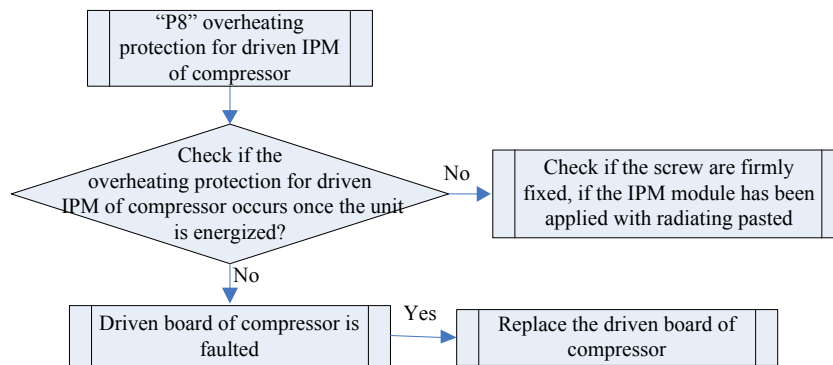 “P8” overheating
protection for driven IPM
of compressor
Check if the
overheating protection for driven
IPM of compressor occurs once the unit
is energized?
No
Check if the screw are firmly
fixed, if the IPM module has been
applied with radiating pasted
No
Driven board of compressor is
faulted
Yes
Replace the driven board of
compressor